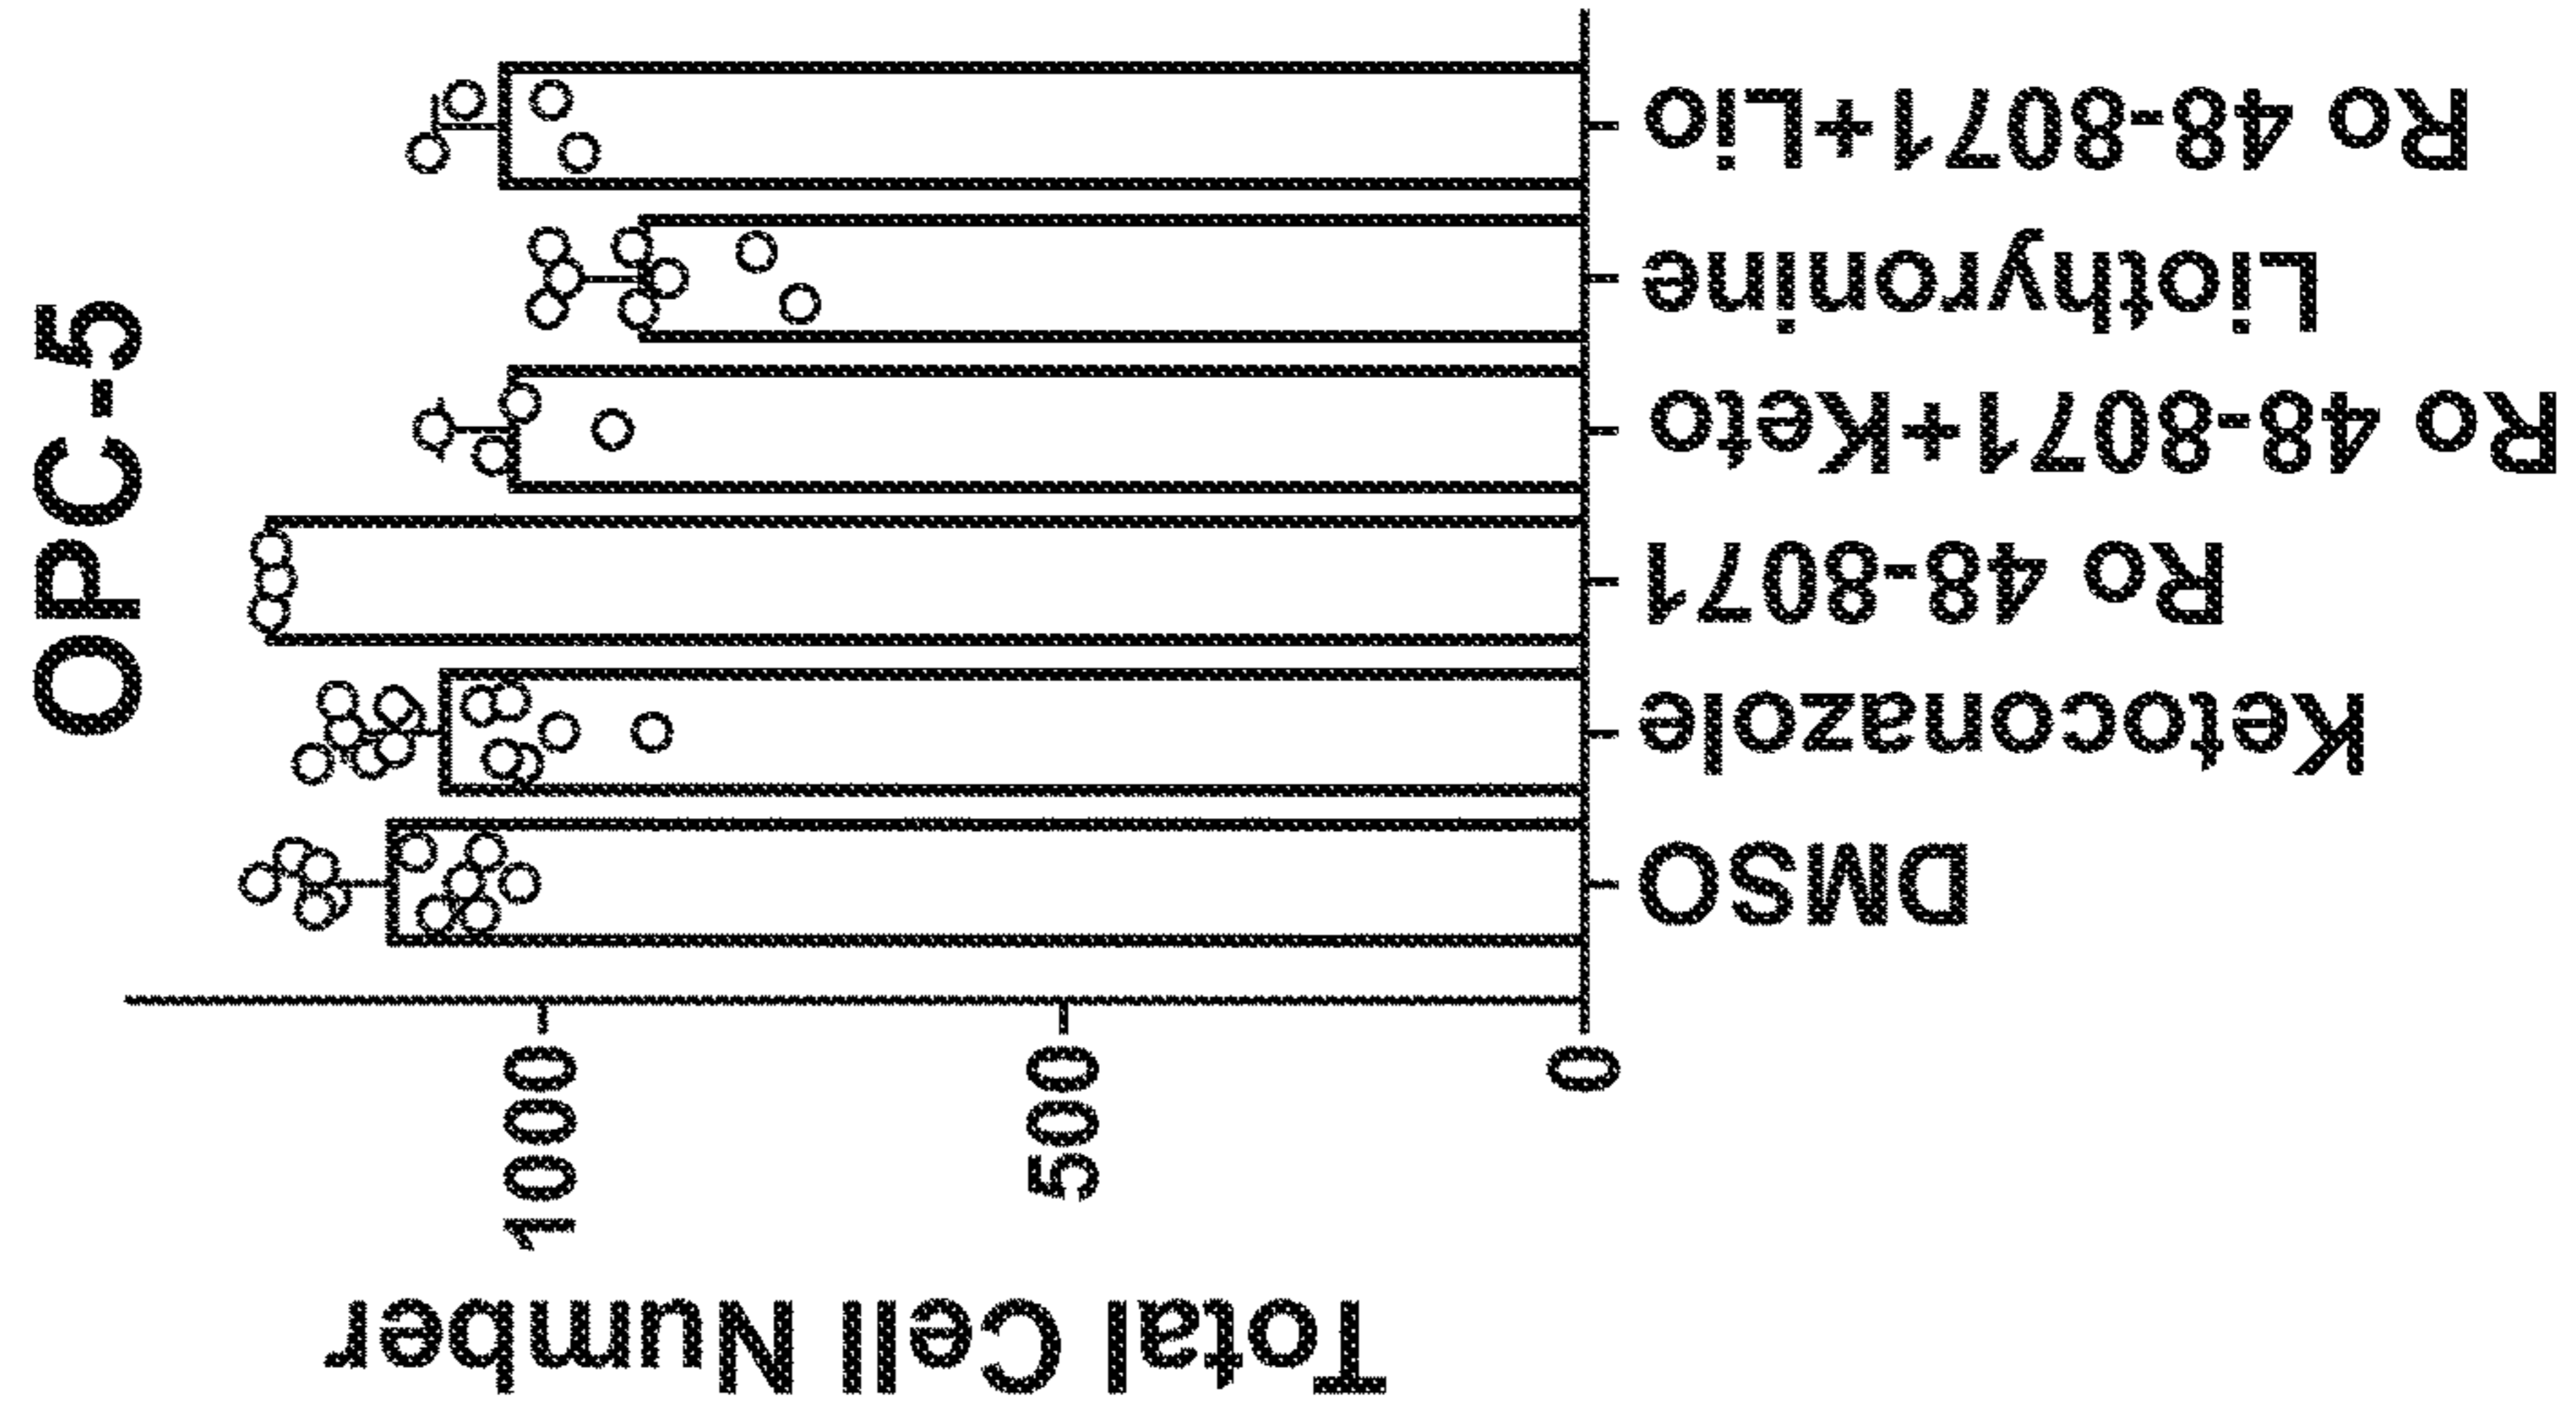 OPC-5
Total Cell Number
1000
500
0
DMSO
Ketoconazole
Ro 48-8071
Ro 48-8071+Keto
Liothyronine
Ro 48-8071+Lio